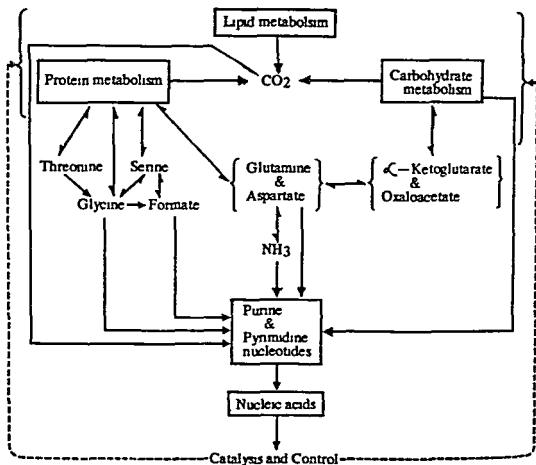 Lipid metabolsim
Protein metabolism
CO2
Carbohydrate
metabolism
Threonine
Serine
Glycine
Formate
Glutamine
&
Aspartate
α-Ketoglutarate
&
Oxaloacetate
NH3
Purine
&
Pyrimidine
nucleotides
Nucleic acids
Catalysis and Control